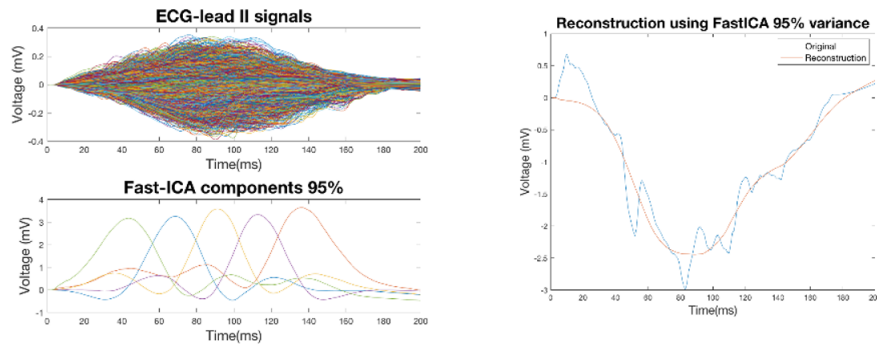 ECG-lead II signals
0.4
0.2
0
-0.2
-0.4
Voltage (mV)
0 20 40 60 80 100 120 140 160 180 200
Time(ms)
Fast-ICA components 95%
4
3
2
1
0
-1
Voltage (mV)
0 20 40 60 80 100 120 140 160 180 200
Time(ms)
Reconstruction using FastICA 95% variance
Original
Reconstruction
1
0.5
0
-0.5
-1
-1.5
-2
-2.5
-3
Voltage (mV)
0 20 40 60 80 100 120 140 160 180 200
Time(ms)